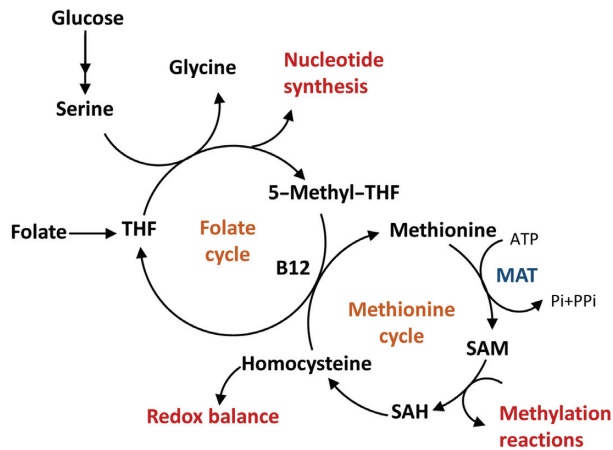 Glucose
Glycine
Nucleotide
synthesis
Serine
5–Methyl–THF
Folate
THF
Folate
cycle
Methionine
ATP
B12
MAT
Pi+PPi
Methionine
cycle
SAM
Homocysteine
Redox balance
SAH
Methylation
reactions